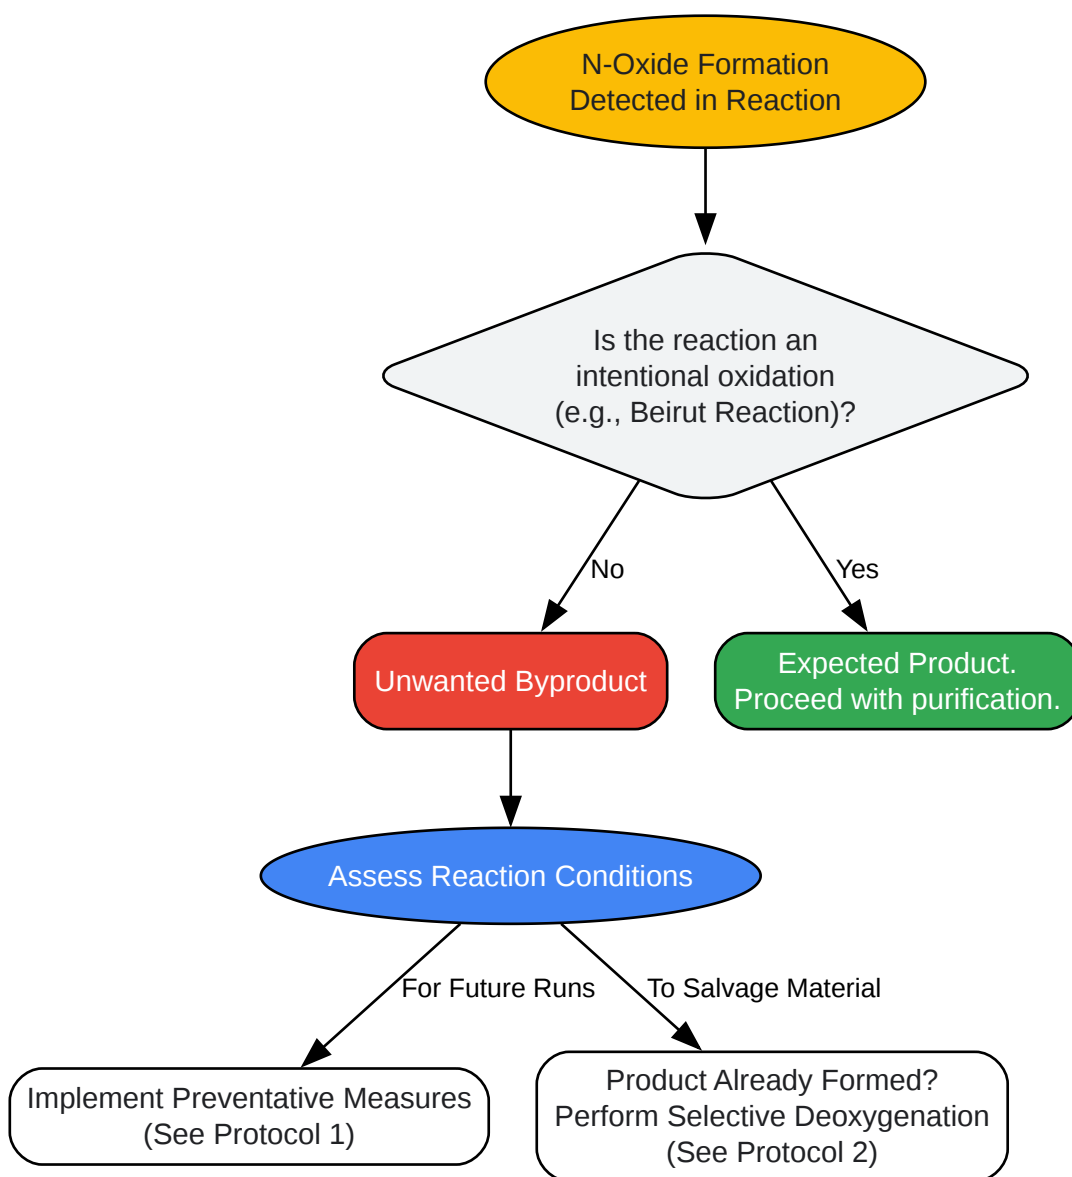 N-Oxide Formation
Detected in Reaction
Is the reaction an
intentional oxidation
(e.g., Beirut Reaction)?
No
Yes
Unwanted Byproduct
Expected Product.
Proceed with purification.
Assess Reaction Conditions
For Future Runs
To Salvage Material
Implement Preventative Measures
(See Protocol 1)
Product Already Formed?
Perform Selective Deoxygenation
(See Protocol 2)